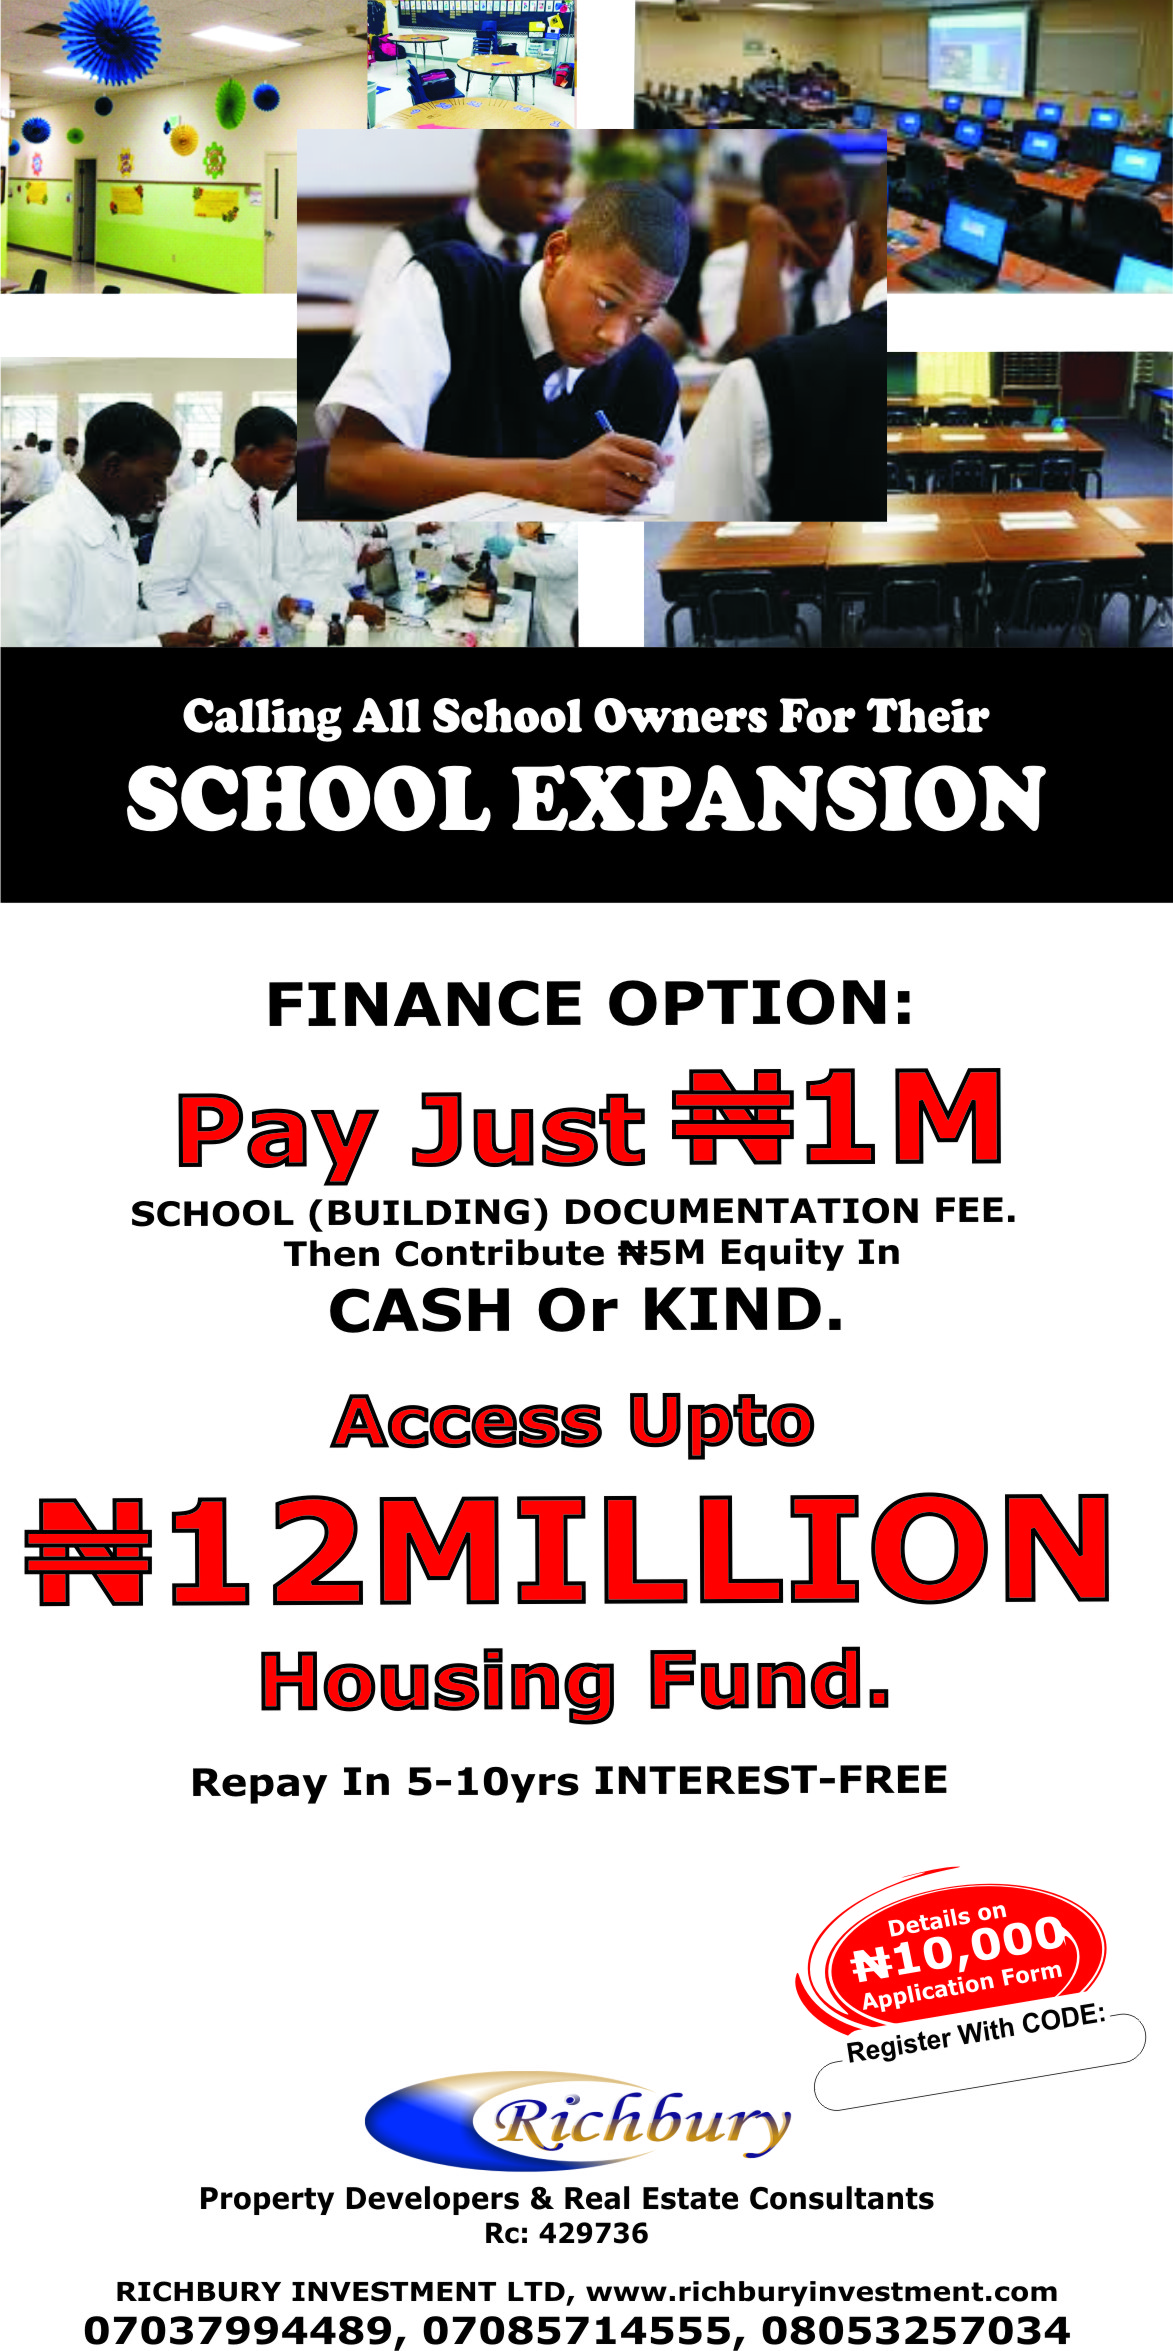 Calling All School Owners For Their
SCHOOL EXPANSION
FINANCE OPTION:
Pay Just ₦1M
SCHOOL (BUILDING) DOCUMENTATION FEE.
Then Contribute ₦5M Equity In
CASH Or KIND.
Access Upto
₦12MILLION
Housing Fund.
Repay In 5-10yrs INTEREST-FREE
Details on
₦10,000
Application Form
Register With CODE:
Richbury
Property Developers & Real Estate Consultants
Rc: 429736
RICHBURY INVESTMENT LTD, www.richburyinvestment.com
07037994489, 07085714555, 08053257034